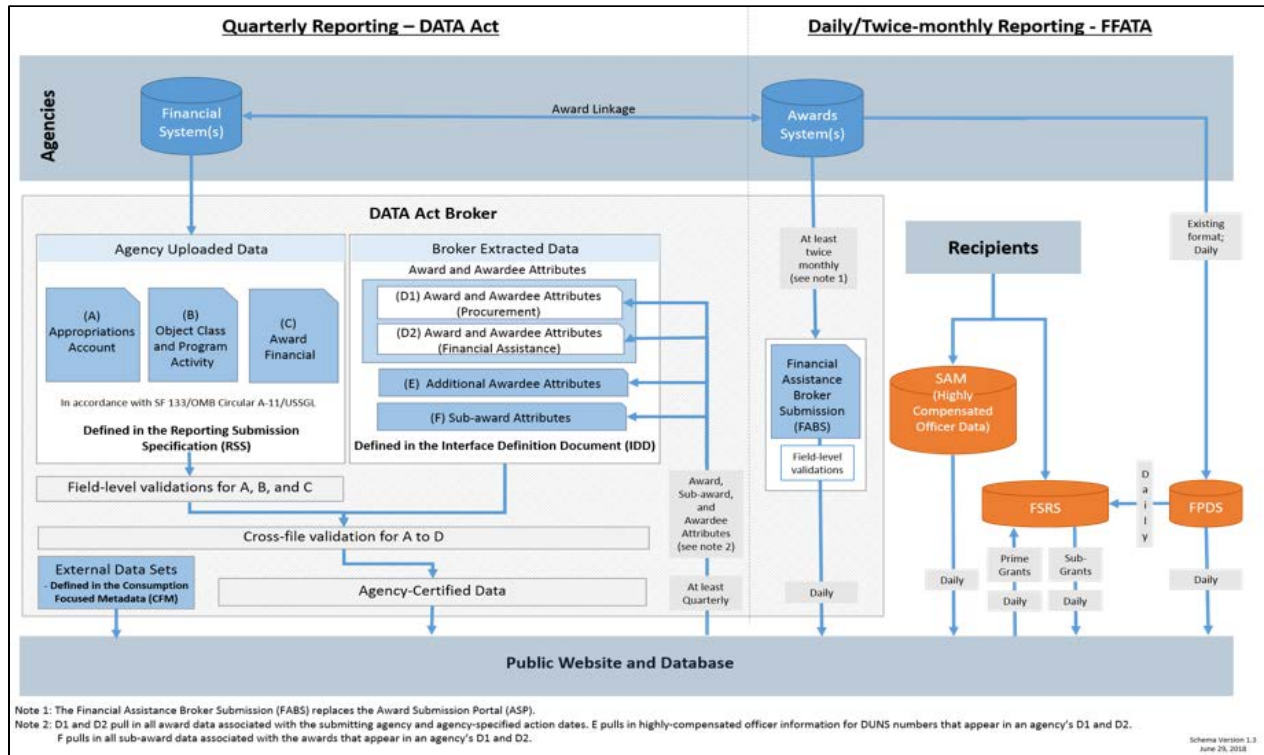 Quarterly Reporting – DATA Act
Daily/Twice-monthly Reporting - FFATA
Agencies
Financial
System(s)
Award Linkage
Awards
System(s)
DATA Act Broker
Agency Uploaded Data
(A)
Appropriations
Account
(B)
Object Class
and Program
Activity
(C)
Award
Financial
In accordance with SF 133/OMB Circular A-11/USSGL
Defined in the Reporting Submission
Specification (RSS)
Broker Extracted Data
Award and Awardee Attributes
(D1) Award and Awardee Attributes
(Procurement)
(D2) Award and Awardee Attributes
(Financial Assistance)
(E) Additional Awardee Attributes
(F) Sub-award Attributes
Defined in the Interface Definition Document (IDD)
Field-level validations for A, B, and C
Cross-file validation for A to D
External Data Sets
- Defined in the Consumption
Focused Metadata (CFM)
Agency-Certified Data
Award,
Sub-award,
and
Awardee
Attributes
(see note 2)
At least
Quarterly
At least
twice
monthly
(see note 1)
Financial
Assistance
Broker
Submission
(FABS)
Field-level
validations
Daily
Recipients
Existing
format;
Daily
SAM
(Highly
Compensated
Officer Data)
FSRS
Daily
FPDS
Daily
Prime
Grants
Daily
Sub-
Grants
Daily
Daily
Public Website and Database
Note 1: The Financial Assistance Broker Submission (FABS) replaces the Award Submission Portal (ASP).
Note 2: D1 and D2 pull in all award data associated with the submitting agency and agency-specified action dates. E pulls in highly-compensated officer information for DUNS numbers that appear in an agency's D1 and D2.
F pulls in all sub-award data associated with the awards that appear in an agency's D1 and D2.
Schema Version 1.3
June 29, 2018